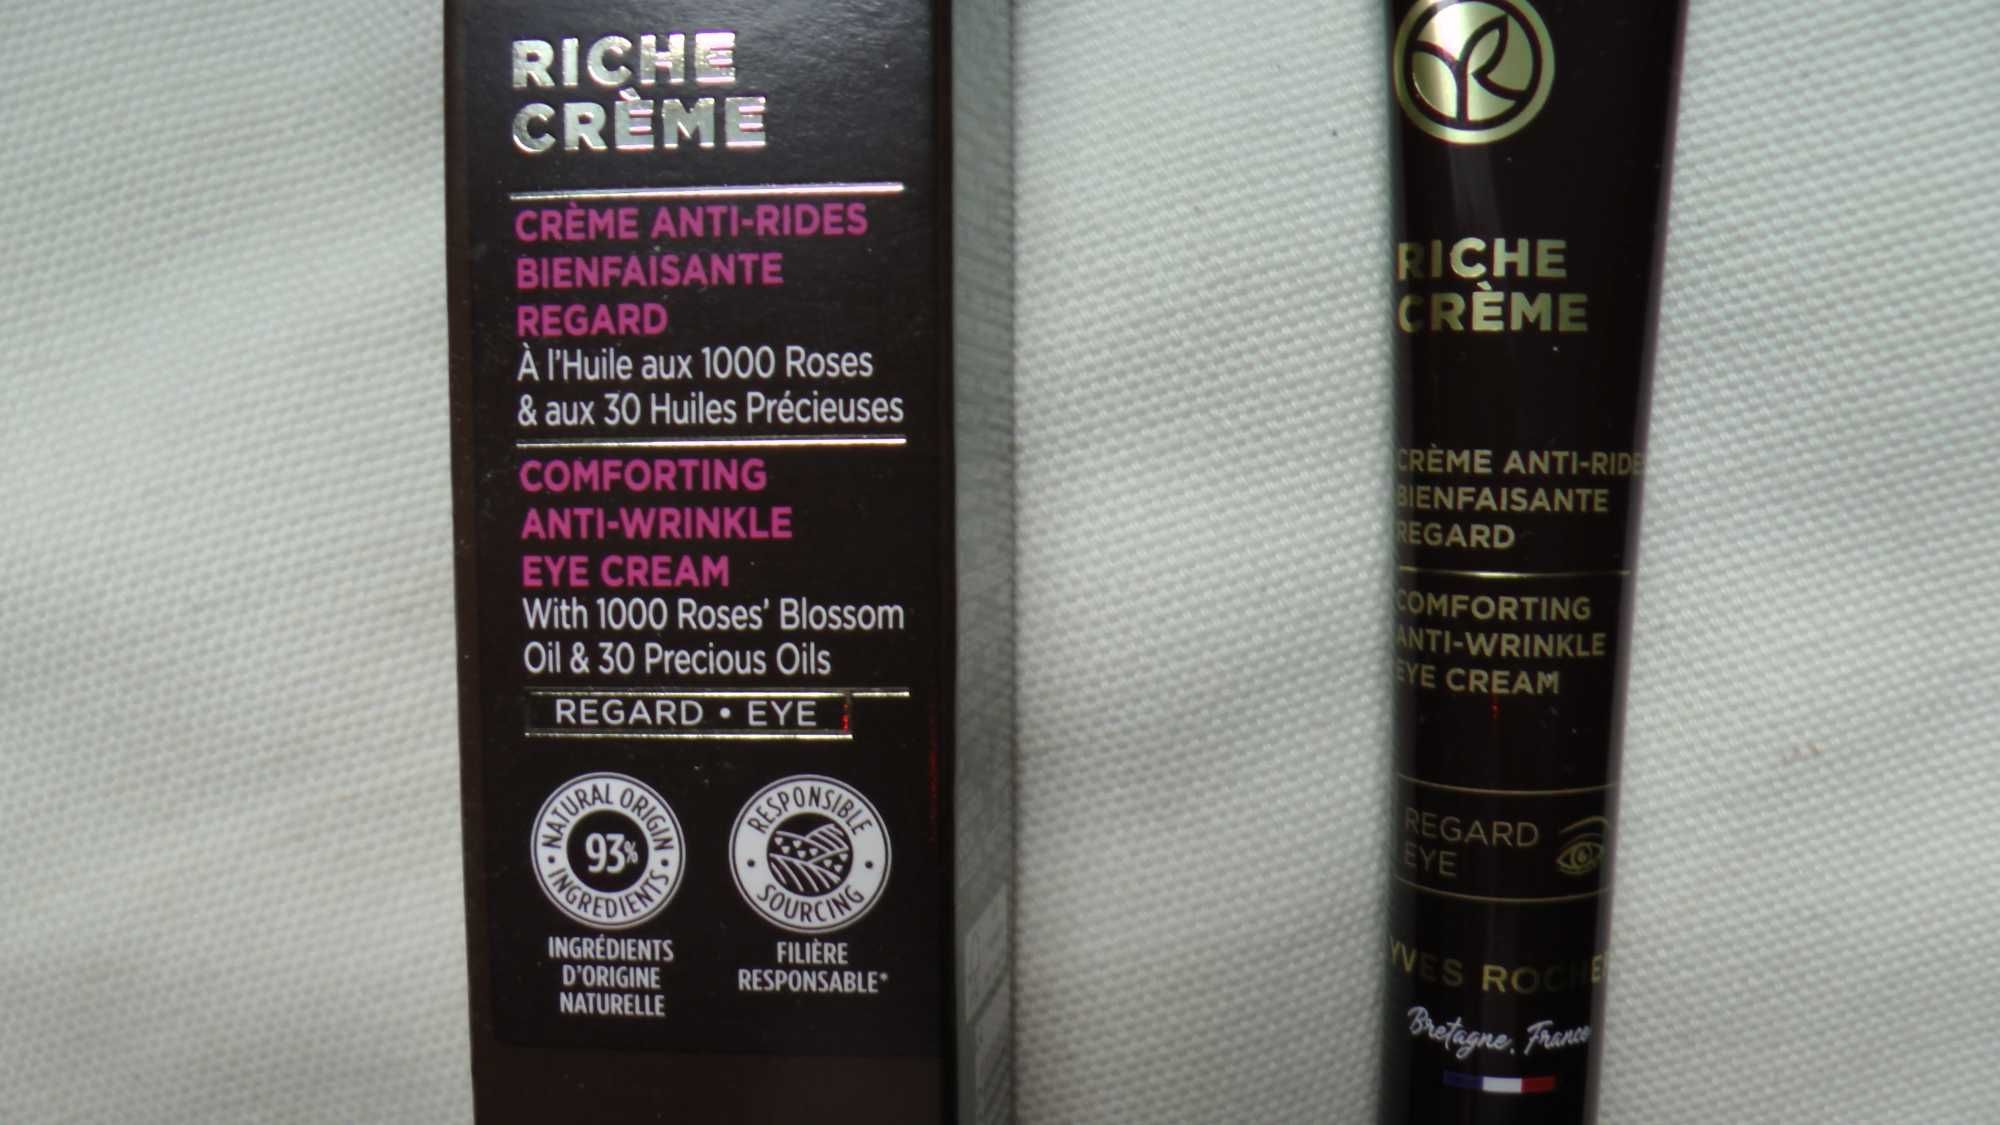 RICHE
CRÈME
CRÈME ANTI-RIDES
BIENFAISANTE
REGARD
À l'Huile aux 1000 Roses
& aux 30 Huiles Précieuses
COMFORTING
ANTI-WRINKLE
EYE CREAM
With 1000 Roses' Blossom
Oil & 30 Precious Oils
REGARD • EYE
NATURAL ORIGIN
93%
INGREDIENTS
INGRÉDIENTS
D'ORIGINE
NATURELLE
RESPONSIBLE
SOURCING
FILIÈRE
RESPONSABLE*
RICHE
CRÈME
CRÈME ANTI-RIDE
BIENFAISANTE
REGARD
COMFORTING
ANTI-WRINKLE
EYE CREAM
REGARD
EYE
YVES ROCHE
Bretagne, France